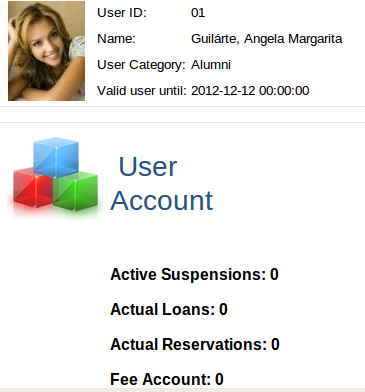 User ID: 01
Name: Guilárte, Angela Margarita
User Category: Alumni
Valid user until: 2012-12-12 00:00:00
User
Account
Active Suspensions: 0
Actual Loans: 0
Actual Reservations: 0
Fee Account: 0